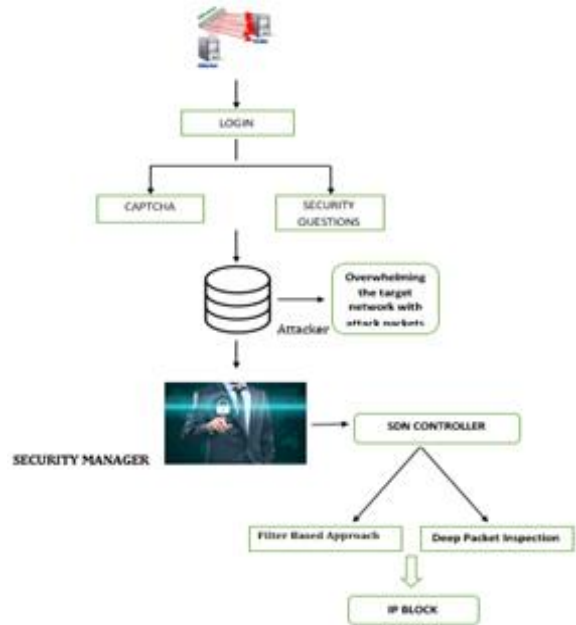 LOGIN
CAPTCHA
SECURITY
QUESTIONS
Overwhelming
the target
network with
attack packets
Attacker
SECURITY MANAGER
SDN CONTROLLER
Filter Based Approach
Deep Packet Inspection
IP BLOCK